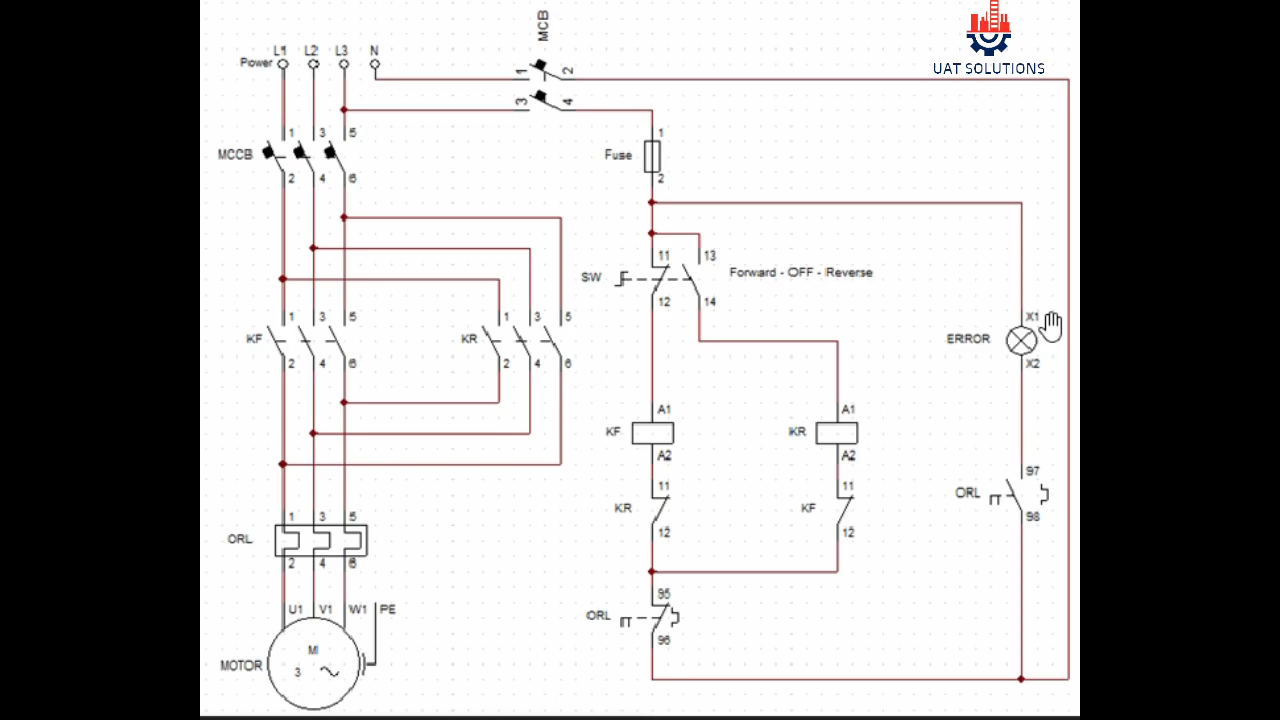 MCB
UAT SOLUTIONS
L1 L2 L3 N
Power
1 2
3 4
1 3 5
MCCB
2 4 6
1
Fuse
2
11 13
SW
Forward - OFF - Reverse
12 14
1 3 5
KF
2 4 6
1 3 5
KR
2 4 6
X1
ERROR
X2
A1
KF
A2
A1
KR
A2
11
KR
12
11
KF
12
97
ORL
98
1 3 5
ORL
2 4 6
95
ORL
96
U1 V1 W1 PE
MOTOR
MI
3